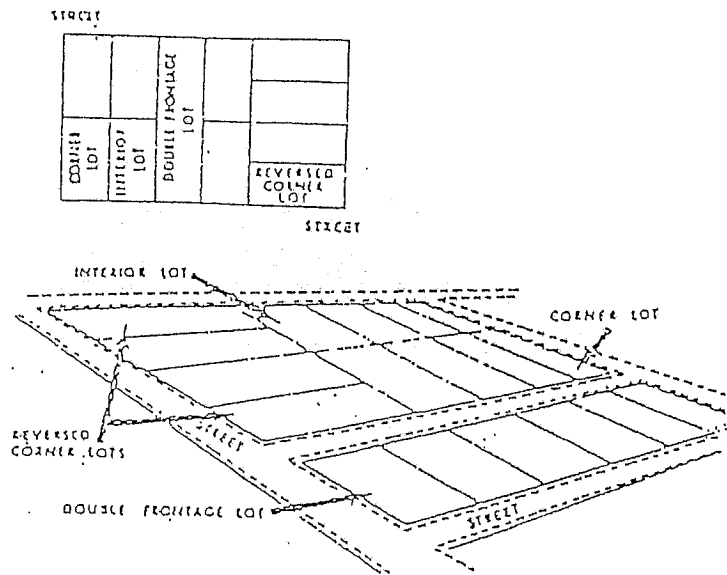 STREET
CORNER
LOT
INTERIOR
LOT
DOUBLE FRONTAGE
LOT
REVERSED
CORNER
LOT
STREET
INTERIOR LOT
CORNER LOT
REVERSED
CORNER LOTS
STREET
DOUBLE FRONTAGE LOT
STREET